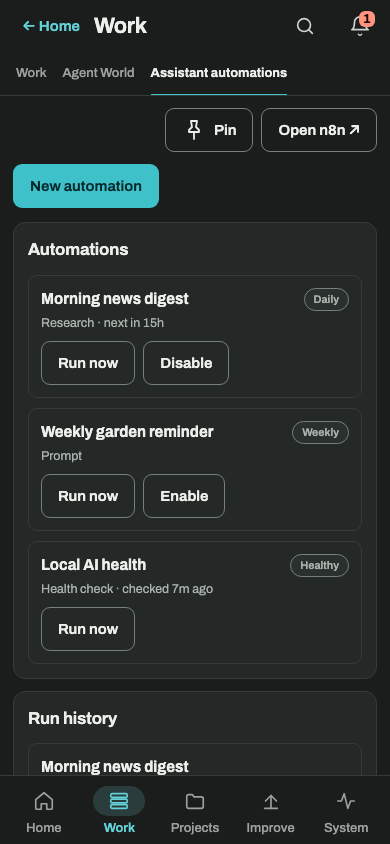 ← Home Work 1
Work Agent World Assistant automations
Pin Open n8n ↗
New automation
Automations
Morning news digest Daily
Research · next in 15h
Run now Disable
Weekly garden reminder Weekly
Prompt
Run now Enable
Local AI health Healthy
Health check · checked 7m ago
Run now
Run history
Morning news digest
Home Work Projects Improve System